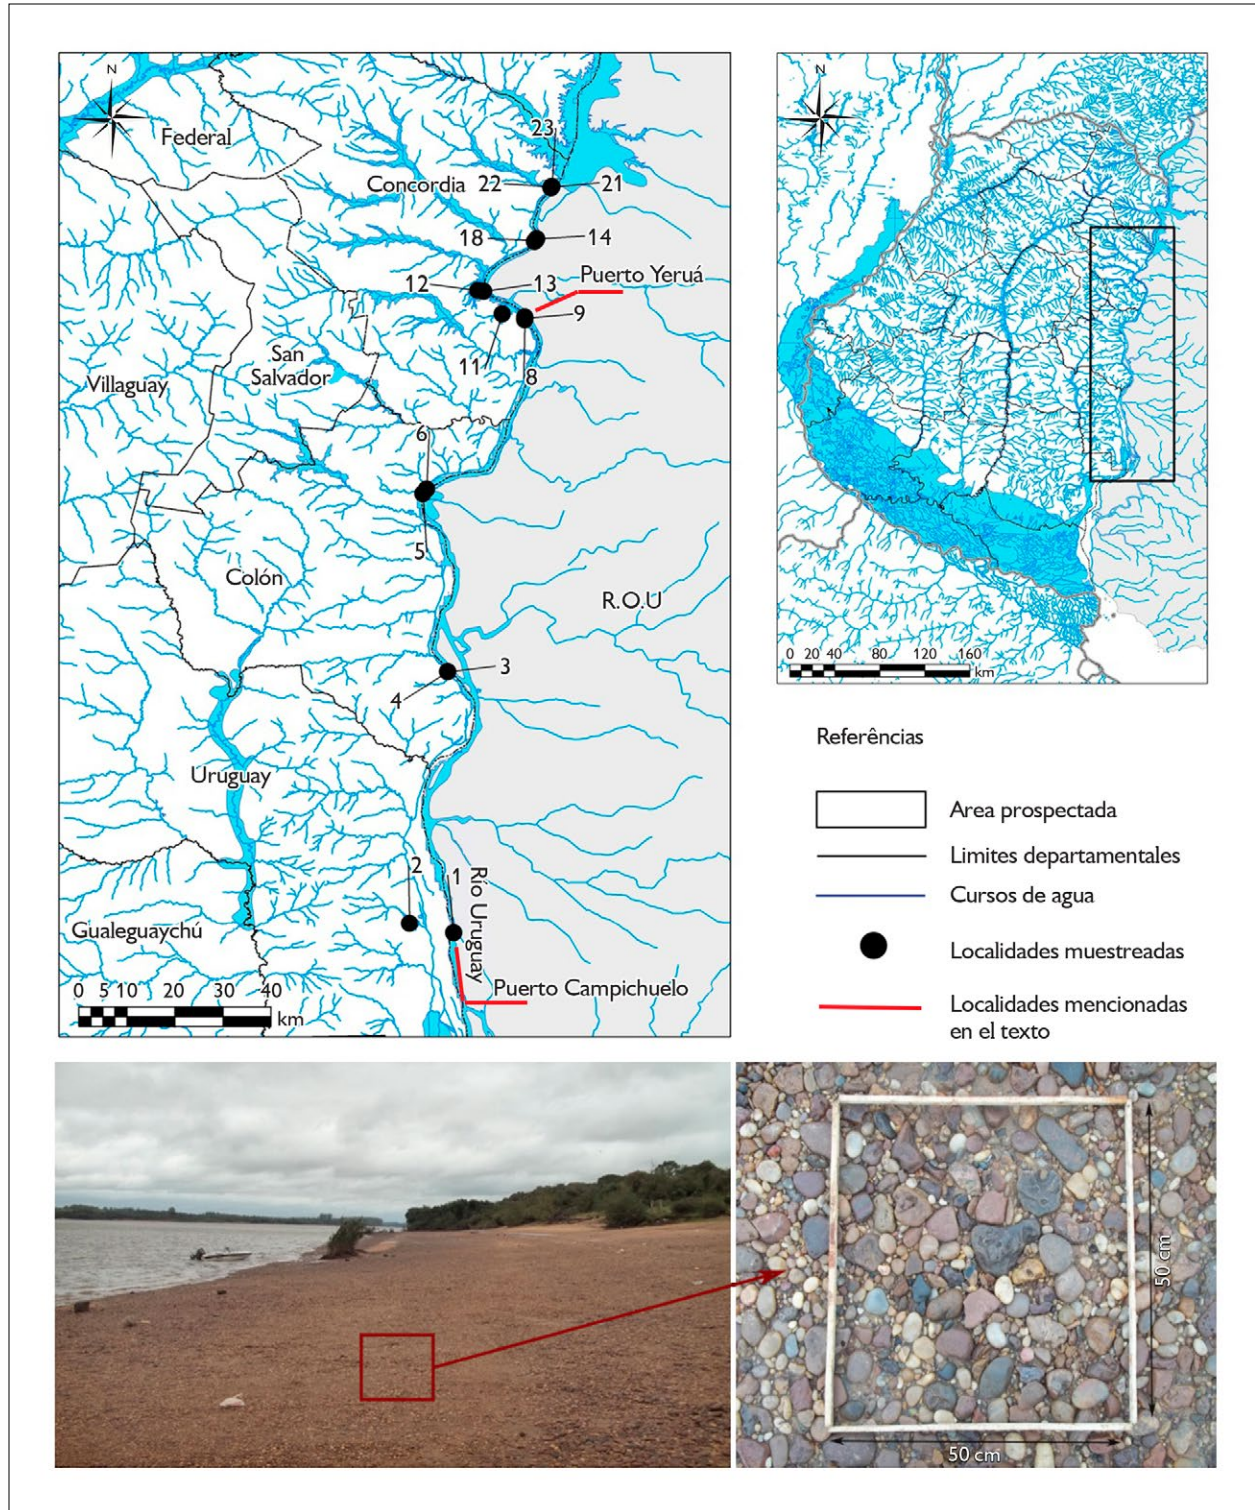 N
Federal
Concordia
23
22
21
18
14
12
13
Puerto Yeruá
9
11
8
San
Salvador
Villaguay
6
5
Colón
R.O.U
3
4
Uruguay
2
1
Río Uruguay
Gualeguaychú
Puerto Campichuelo
0 5 10 20 30 40
km
N
0 20 40 80 120 160
km
Referências
Area prospectada
Limites departamentales
Cursos de agua
Localidades muestreadas
Localidades mencionadas
en el texto
50 cm
50 cm